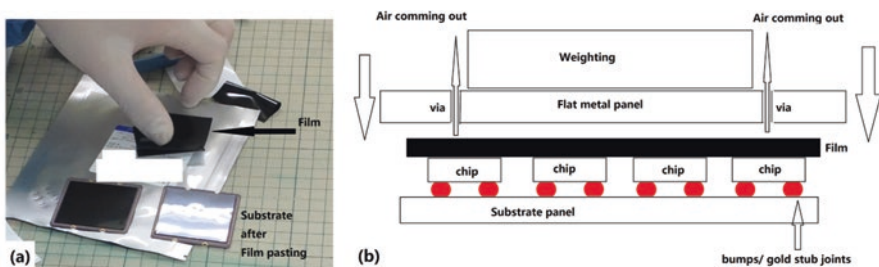 Film
Substrate
after
Film pasting
(a)
Air comming out
Air comming out
Weighting
via
Flat metal panel
via
Film
chip
chip
chip
chip
Substrate panel
(b)
bumps/ gold stub joints